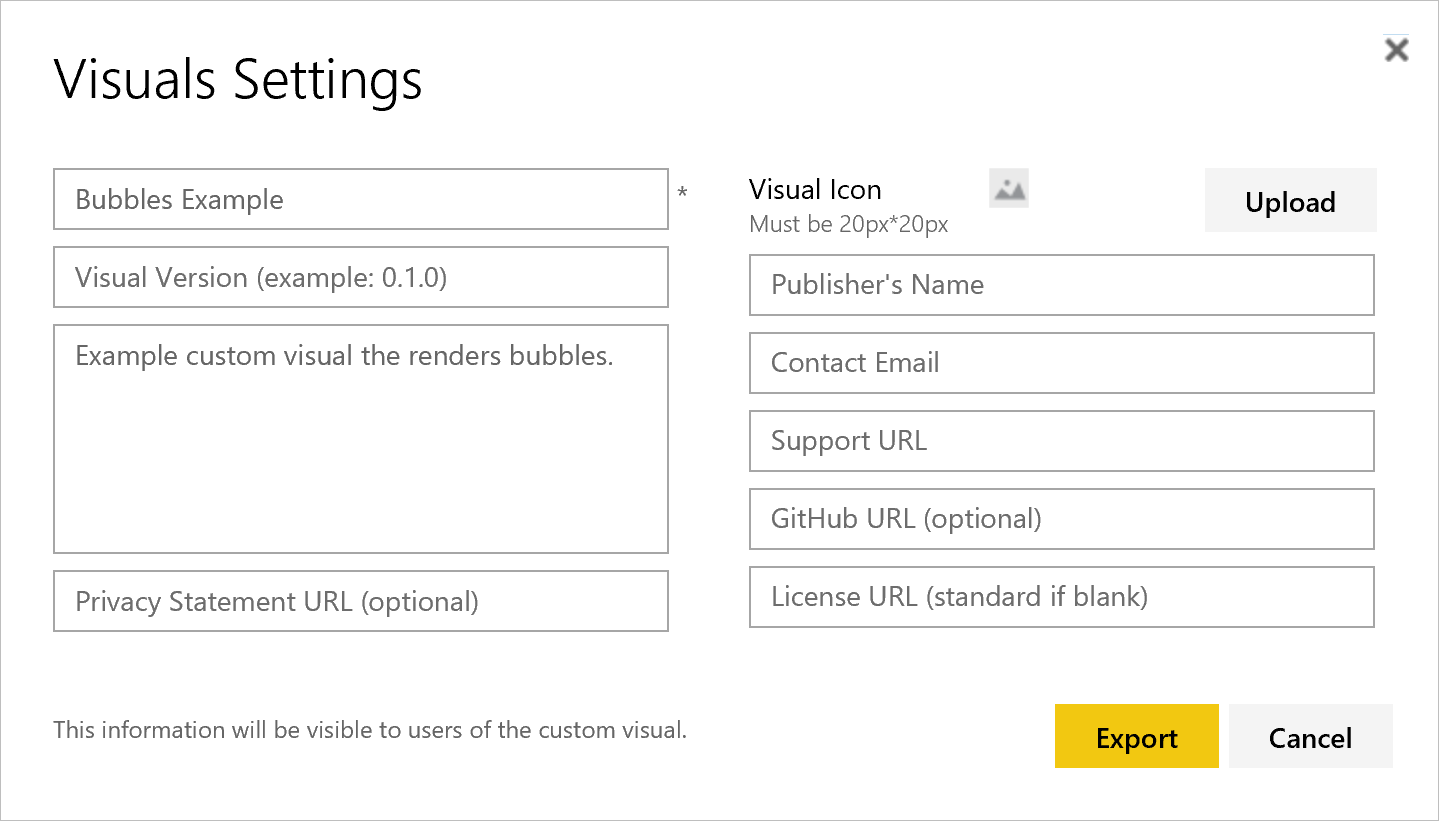 Visuals Settings
Bubbles Example
*
Visual Version (example: 0.1.0)
Example custom visual the renders bubbles.
Privacy Statement URL (optional)
Visual Icon
Must be 20px*20px
Upload
Publisher's Name
Contact Email
Support URL
GitHub URL (optional)
License URL (standard if blank)
This information will be visible to users of the custom visual.
Export
Cancel